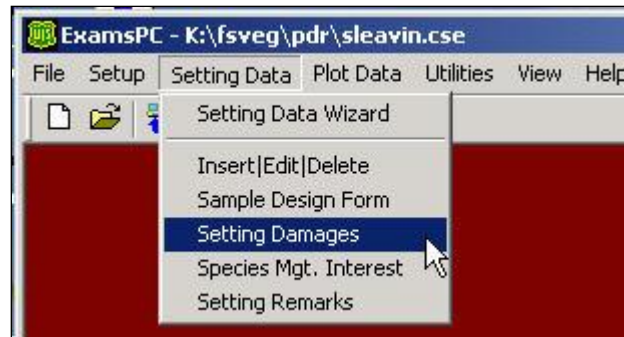 ExamsPC - K:\fsveg\pdr\sleavin.cse
File Setup Setting Data Plot Data Utilities View Help
Setting Data Wizard
Insert|Edit|Delete
Sample Design Form
Setting Damages
Species Mgt. Interest
Setting Remarks